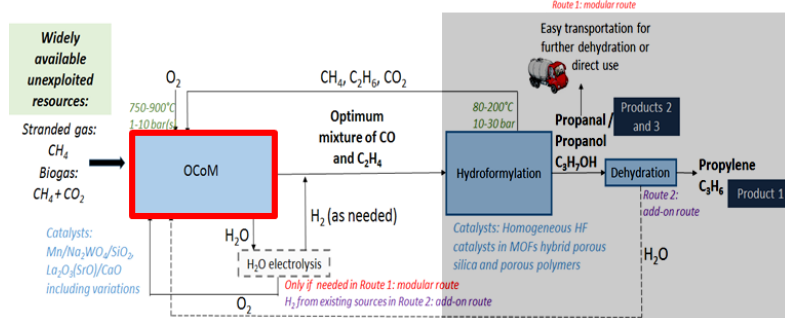 Route 1: modular route
Widely
available
unexploited
resources:
Stranded gas:
CH₄
Biogas:
CH₄ + CO₂
O₂
750-900°C
1-10 bar(s)
OCoM
CH₄, C₂H₆, CO₂
Optimum
mixture of CO
and C₂H₄
H₂ (as needed)
H₂O
H₂O electrolysis
O₂
Catalysts:
Mn/Na₂WO₄/SiO₂,
La₂O₃(SrO)/CaO
including variations
Only if needed in Route 1: modular route
H₂ from existing sources in Route 2: add-on route
80-200°C
10-30 bar
Hydroformylation
Catalysts: Homogeneous HF
catalysts in MOFs hybrid porous
silica and porous polymers
Easy transportation for
further dehydration or
direct use
Propanal /
Propanol
C₃H₇OH
Products 2
and 3
Dehydration
Propylene
C₃H₆
Product 1
Route 2:
add-on route
H₂O